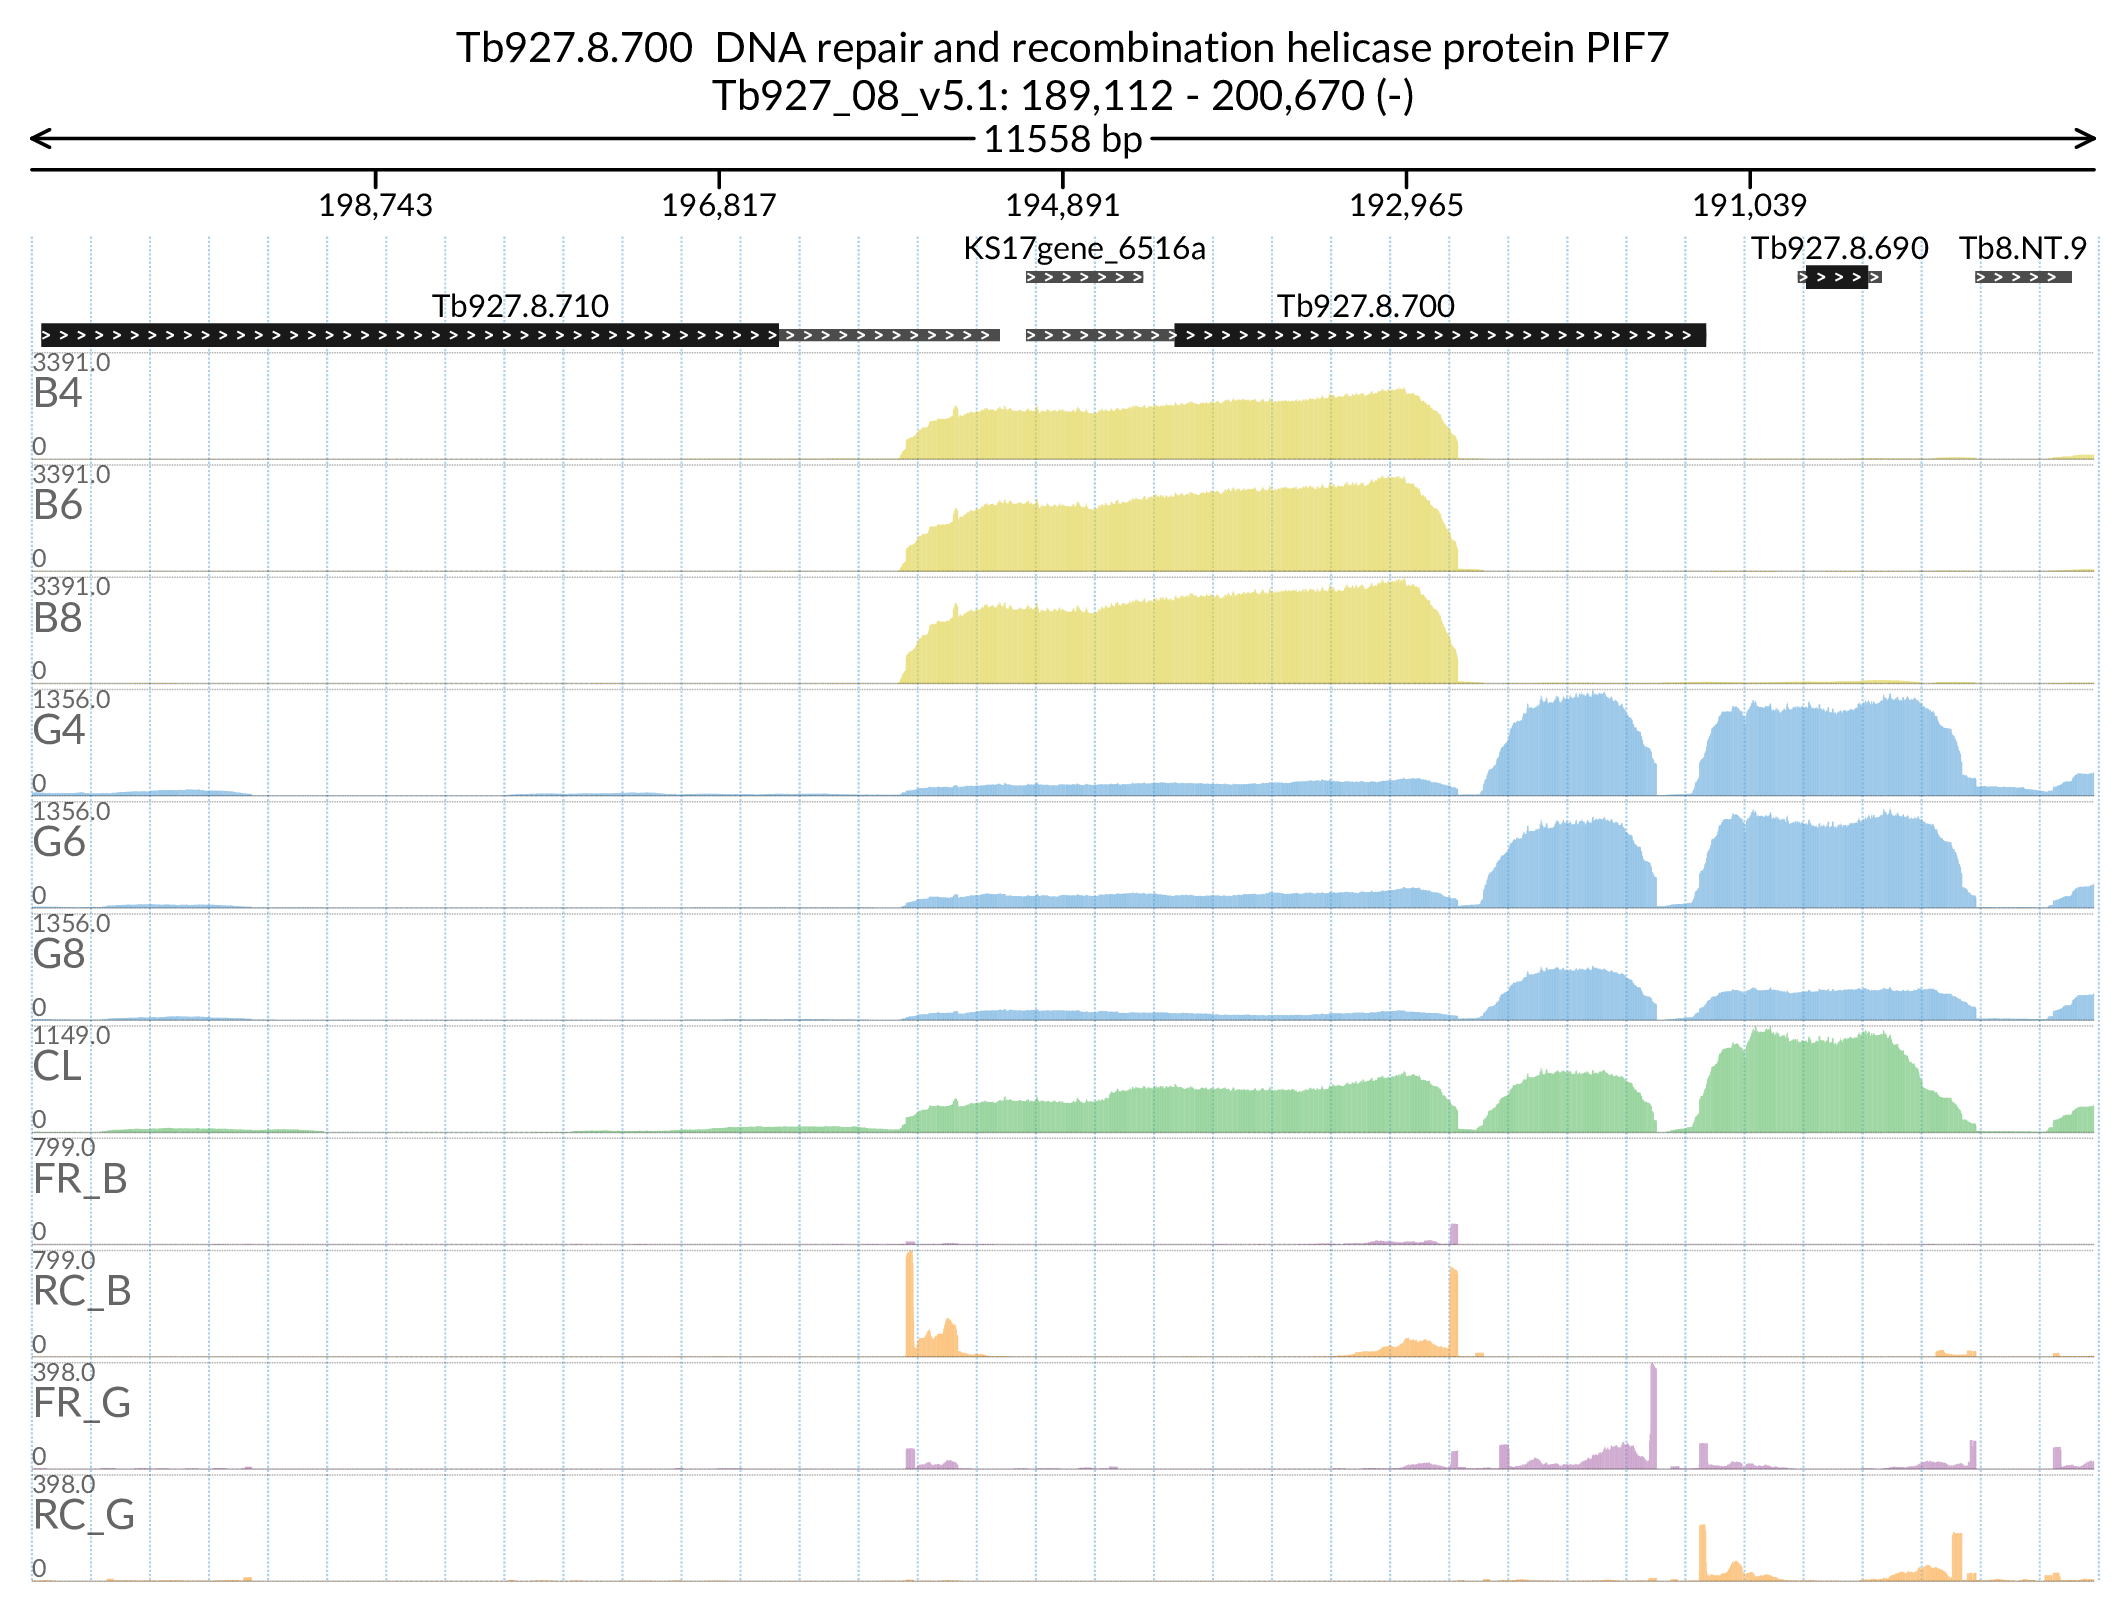 Tb927.8.700  DNA repair and recombination helicase protein PIF7
Tb927_08_v5.1: 189,112 - 200,670 (-)
11558 bp
198,743 196,817 194,891 192,965 191,039
KS17gene_6516a Tb927.8.690 Tb8.NT.9
Tb927.8.710 Tb927.8.700
3391.0
B4
0
3391.0
B6
0
3391.0
B8
0
1356.0
G4
0
1356.0
G6
0
1356.0
G8
0
1149.0
CL
0
799.0
FR_B
0
799.0
RC_B
0
398.0
FR_G
0
398.0
RC_G
0